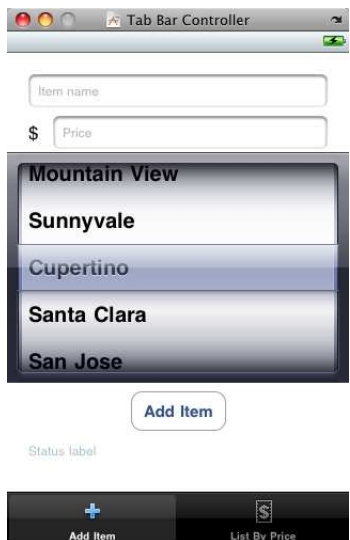 Tab Bar Controller
Item name
$ Price
Mountain View
Sunnyvale
Cupertino
Santa Clara
San Jose
Add Item
Status label
$
Add Item List By Price